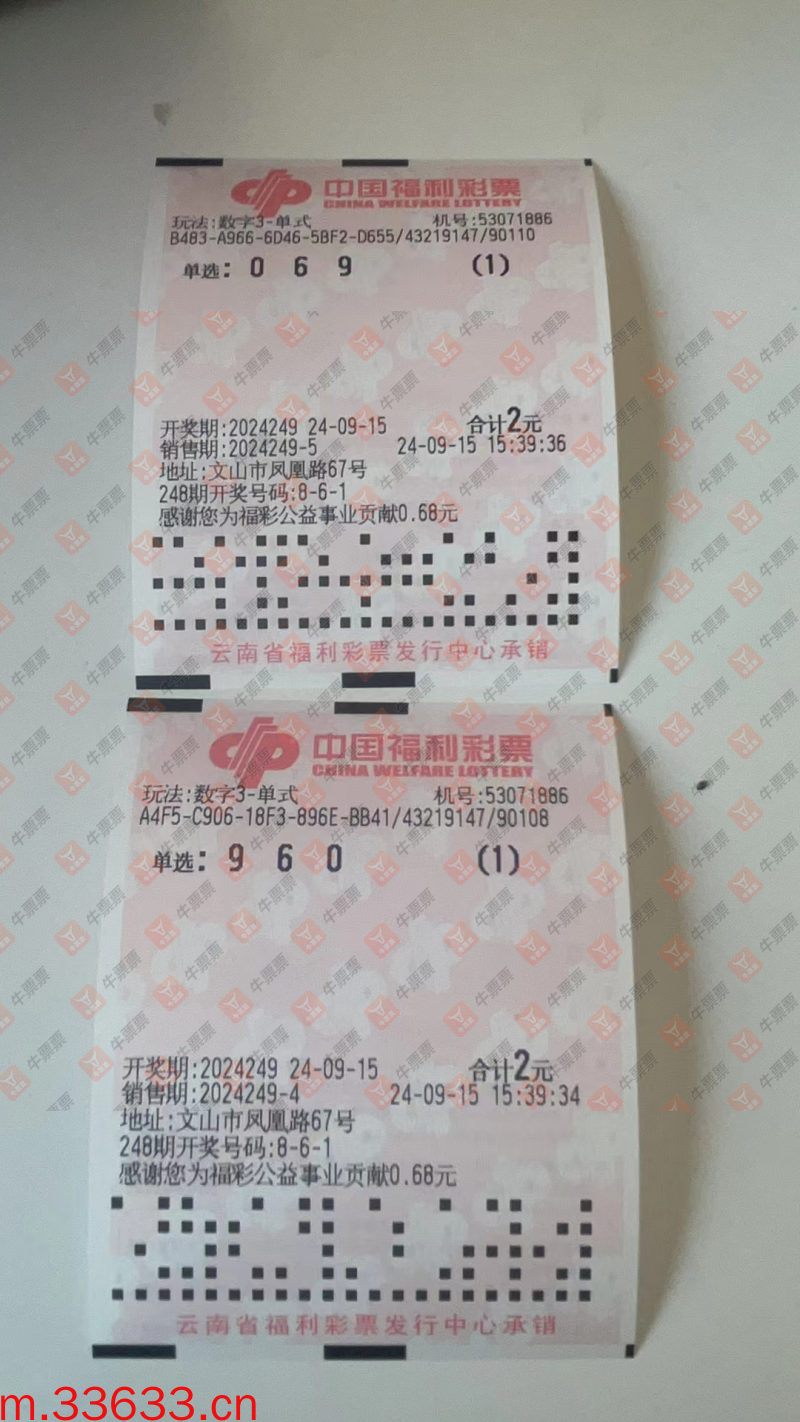 中国福利彩票
CHINA WELFARE LOTTERY
玩法:数字3-单式 机号:53071886
B483-A966-6D46-5BF2-D655/43219147/90110
单选: 0 6 9 (1)
开奖期:2024249 24-09-15 合计2元
销售期:2024249-5 24-09-15 15:39:36
地址:文山市凤凰路67号
248期开奖号码:8-6-1
感谢您为福彩公益事业贡献0.68元
云南省福利彩票发行中心承销
中国福利彩票
CHINA WELFARE LOTTERY
玩法:数字3-单式 机号:53071886
A4F5-C906-18F3-896E-BB41/43219147/90108
单选: 9 6 0 (1)
开奖期:2024249 24-09-15 合计2元
销售期:2024249-4 24-09-15 15:39:34
地址:文山市凤凰路67号
248期开奖号码:8-6-1
感谢您为福彩公益事业贡献0.68元
云南省福利彩票发行中心承销
牛票票
m.33633.cn